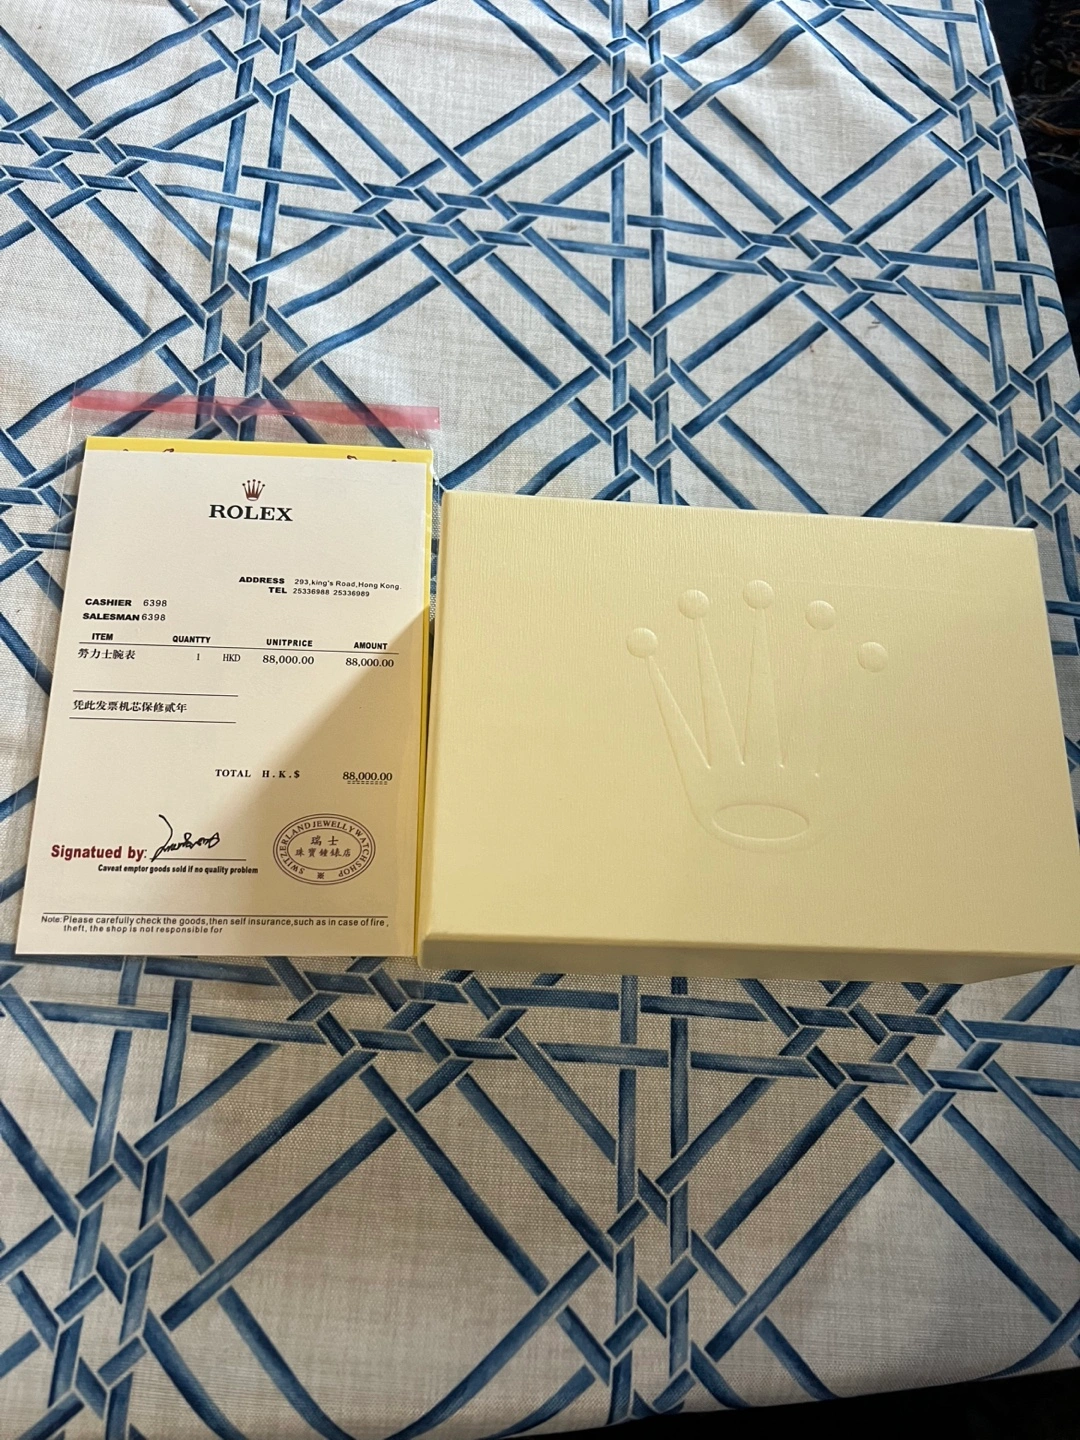 ROLEX
ADDRESS 293,king's Road,Hong Kong.
TEL 25336988 25336989
CASHIER 6398
SALESMAN 6398
ITEM QUANTTY UNITPRICE AMOUNT
勞力士腕表 1 HKD 88,000.00 88,000.00
凭此发票机芯保修贰年
TOTAL H.K.$ 88,000.00
Signatued by:
Caveat emptor goods sold if no quality problem
SWITZERLAND JEWELLY WATCH SHOP
瑞士
珠寶鐘錶店
Note: Please carefully check the goods,then self insurance,such as in case of fire,
theft, the shop is not responsible for